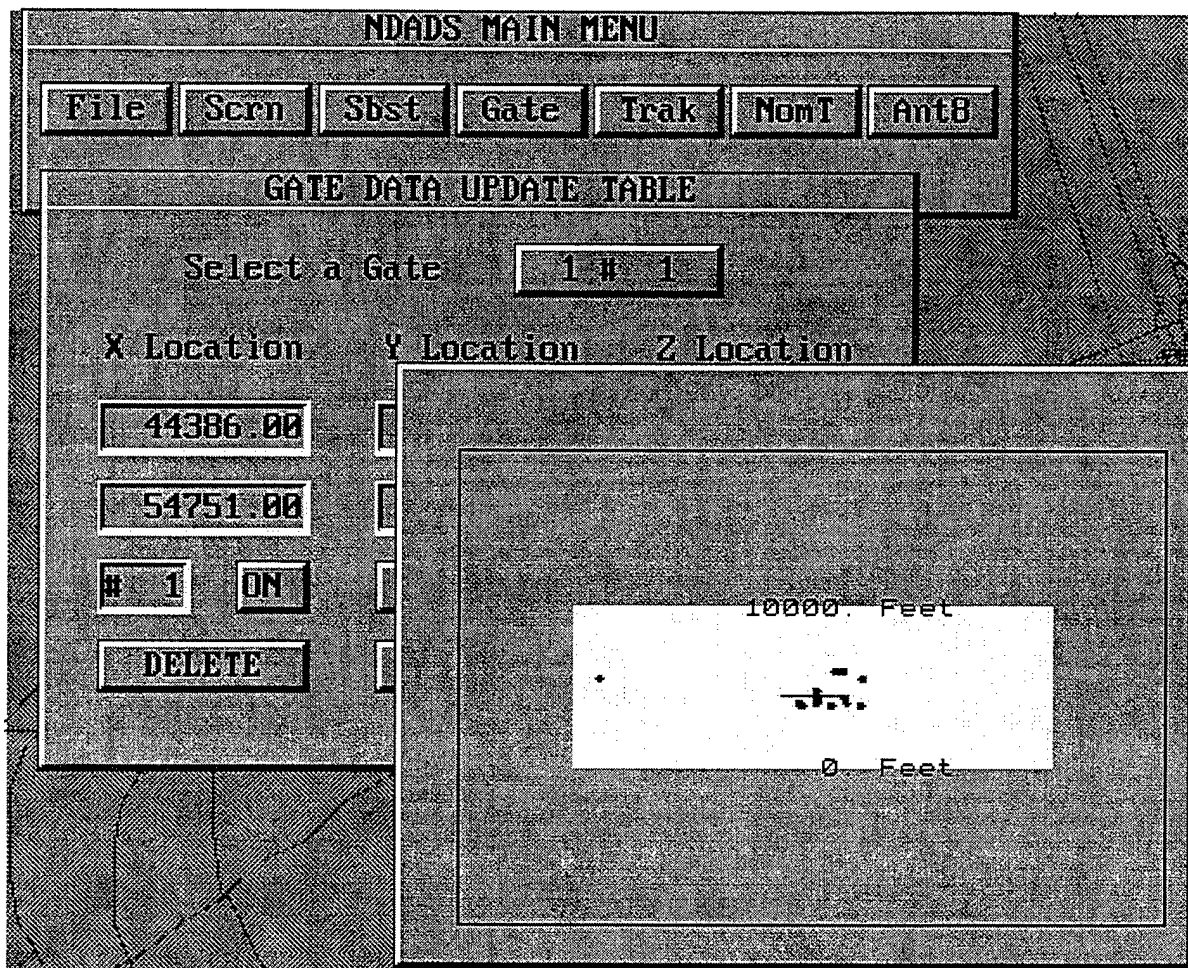 NDADS MAIN MENU
File Scrn Sbst Gate Trak NomT Ant8
GATE DATA UPDATE TABLE
Select a Gate 1 # 1
X Location Y Location Z Location
44386.00
54751.00
# 1 ON
DELETE
10000. Feet
0. Feet